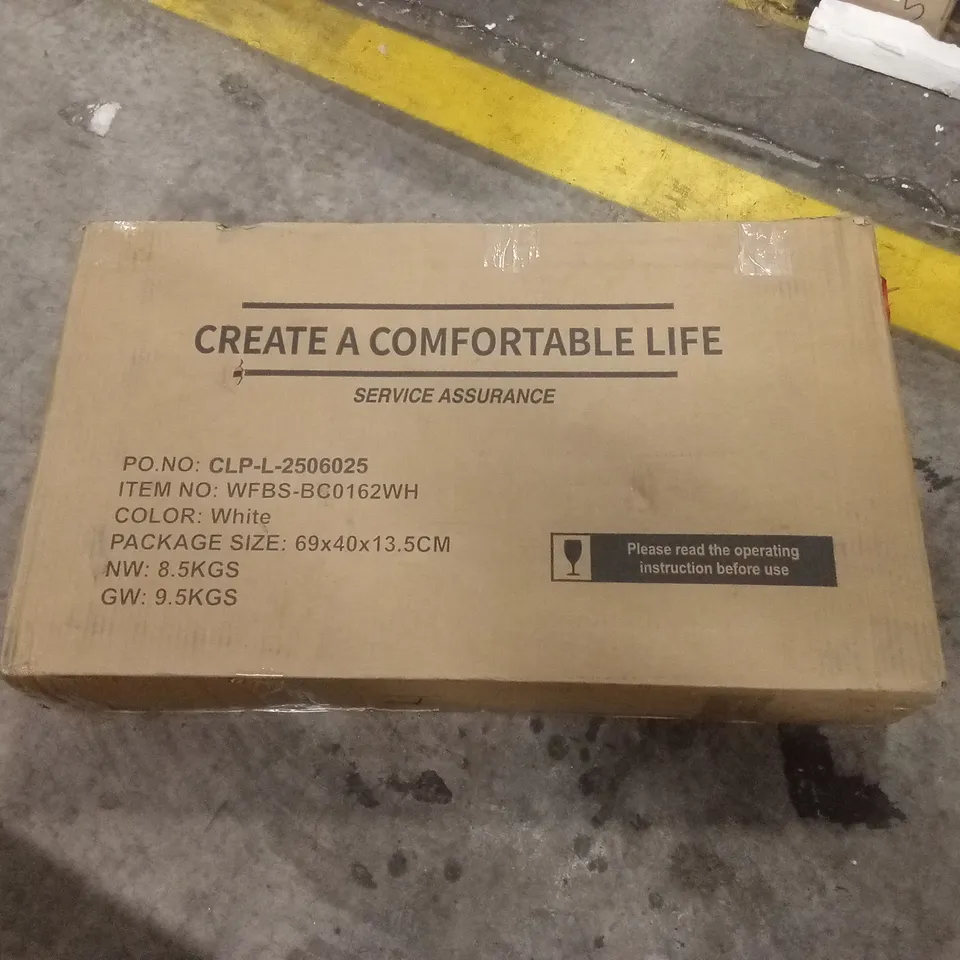 CREATE A COMFORTABLE LIFE
SERVICE ASSURANCE
PO.NO: CLP-L-2506025
ITEM NO: WFBS-BC0162WH
COLOR: White
PACKAGE SIZE: 69x40x13.5CM
NW: 8.5KGS
GW: 9.5KGS
Please read the operating
instruction before use